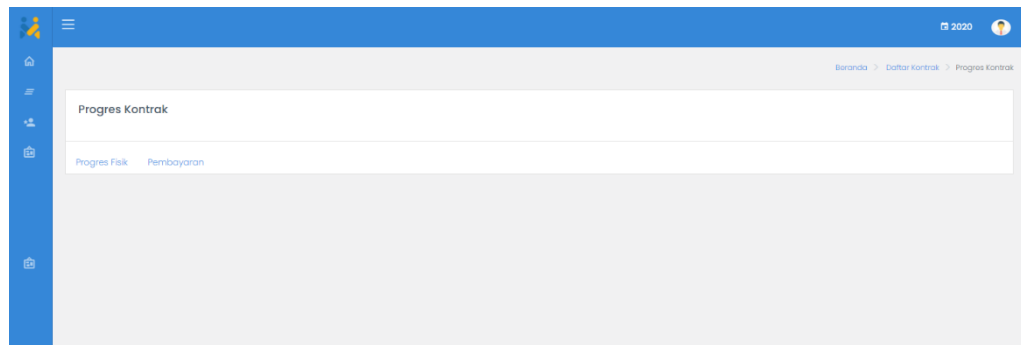 2020
Beranda > Daftar Kontrak > Progres Kontrak
Progres Kontrak
Progres Fisik Pembayaran